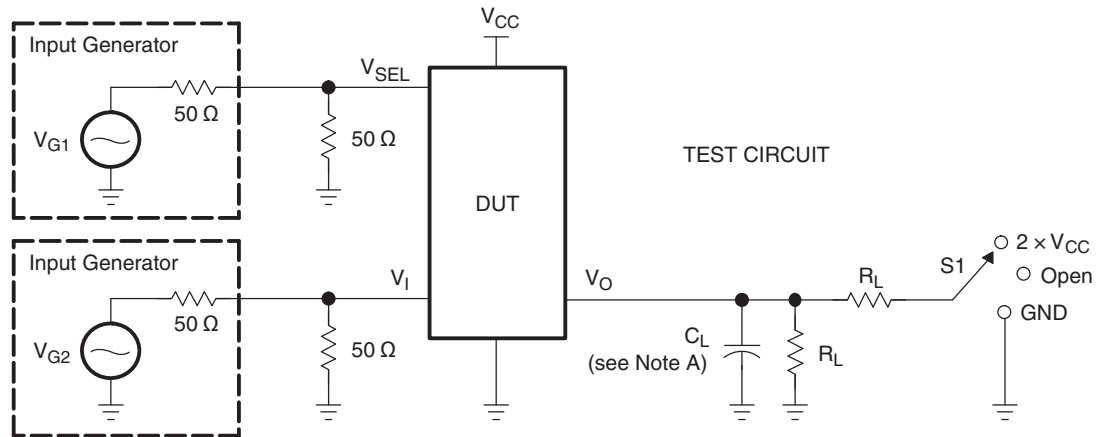 Input Generator
V_G1
50 Ω
V_SEL
50 Ω
V_CC
DUT
TEST CIRCUIT
Input Generator
V_G2
50 Ω
V_I
50 Ω
V_O
C_L
(see Note A)
R_L
R_L
S1
2 × V_CC
Open
GND